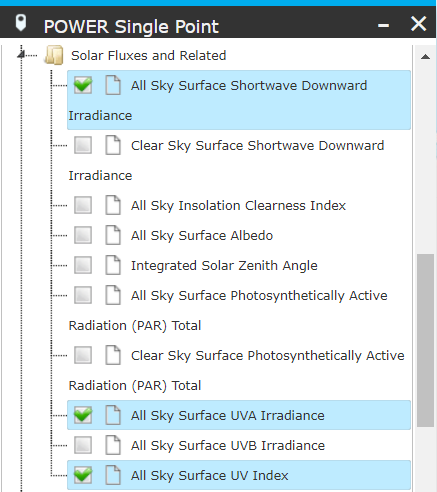 POWER Single Point
Solar Fluxes and Related
All Sky Surface Shortwave Downward
Irradiance
Clear Sky Surface Shortwave Downward
Irradiance
All Sky Insolation Clearness Index
All Sky Surface Albedo
Integrated Solar Zenith Angle
All Sky Surface Photosynthetically Active
Radiation (PAR) Total
Clear Sky Surface Photosynthetically Active
Radiation (PAR) Total
All Sky Surface UVA Irradiance
All Sky Surface UVB Irradiance
All Sky Surface UV Index